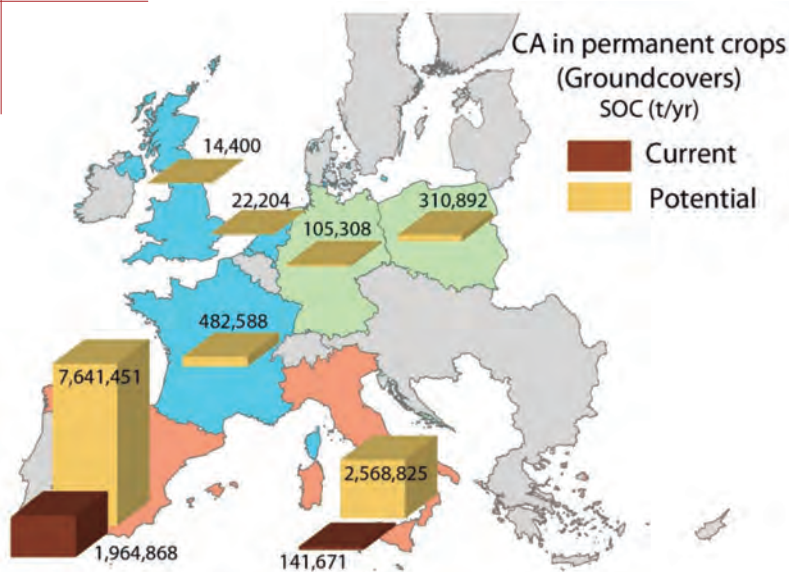 CA in permanent crops
(Groundcovers)
SOC (t/yr)
Current
Potential
14,400
22,204
310,892
105,308
482,588
7,641,451
2,568,825
1,964,868
141,671